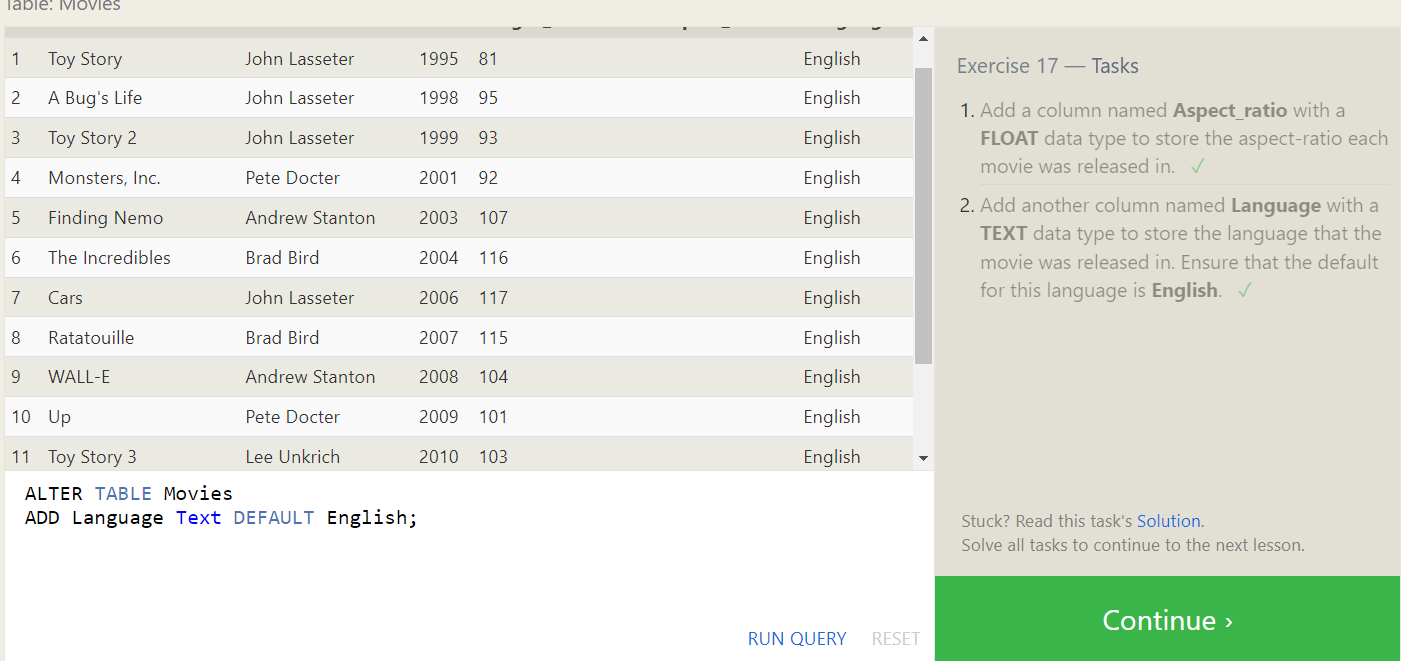 Table: Movies
1 Toy Story John Lasseter 1995 81 English
2 A Bug's Life John Lasseter 1998 95 English
3 Toy Story 2 John Lasseter 1999 93 English
4 Monsters, Inc. Pete Docter 2001 92 English
5 Finding Nemo Andrew Stanton 2003 107 English
6 The Incredibles Brad Bird 2004 116 English
7 Cars John Lasseter 2006 117 English
8 Ratatouille Brad Bird 2007 115 English
9 WALL-E Andrew Stanton 2008 104 English
10 Up Pete Docter 2009 101 English
11 Toy Story 3 Lee Unkrich 2010 103 English
ALTER TABLE Movies
ADD Language Text DEFAULT English;
RUN QUERY RESET
Exercise 17 — Tasks
1. Add a column named Aspect_ratio with a
FLOAT data type to store the aspect-ratio each
movie was released in. ✓
2. Add another column named Language with a
TEXT data type to store the language that the
movie was released in. Ensure that the default
for this language is English. ✓
Stuck? Read this task's Solution.
Solve all tasks to continue to the next lesson.
Continue ›